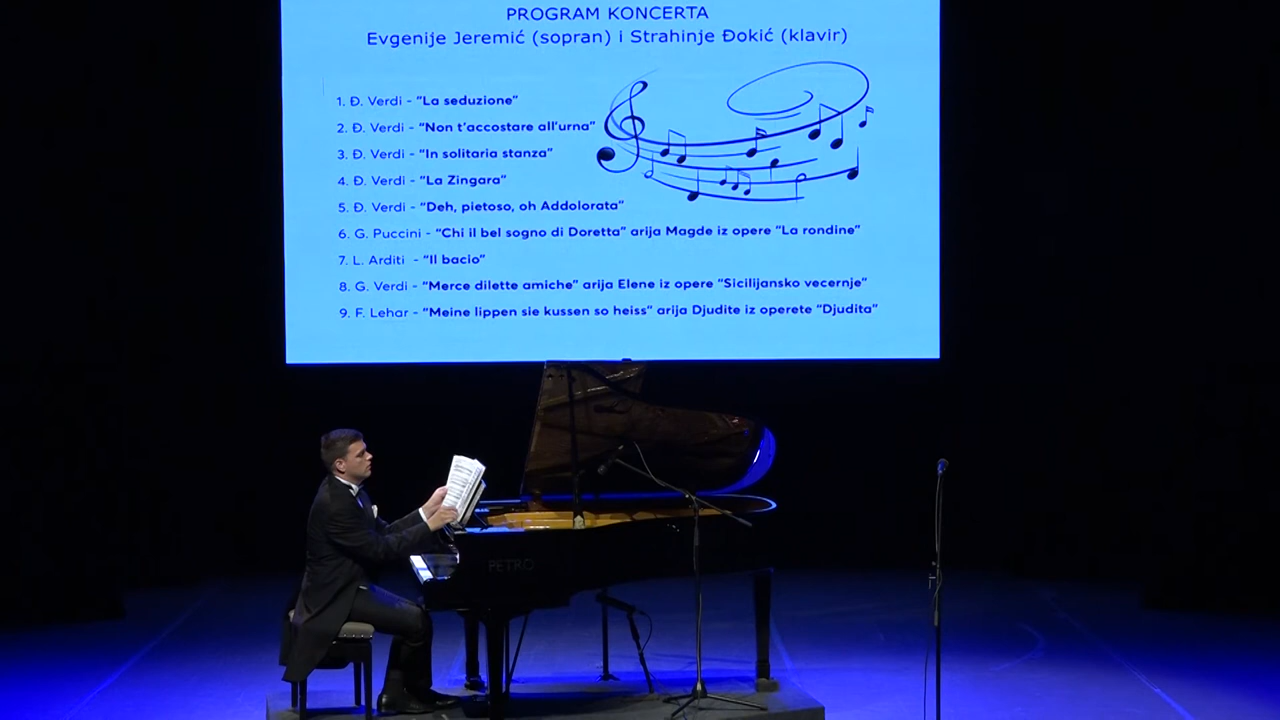 PROGRAM KONCERTA
Evgenije Jeremić (sopran) i Strahinje Đokić (klavir)
1. Đ. Verdi - "La seduzione"
2. Đ. Verdi - "Non t'accostare all'urna"
3. Đ. Verdi - "In solitaria stanza"
4. Đ. Verdi - "La Zingara"
5. Đ. Verdi - "Deh, pietoso, oh Addolorata"
6. G. Puccini - "Chi il bel sogno di Doretta" arija Magde iz opere "La rondine"
7. L. Arditi - "Il bacio"
8. G. Verdi - "Merce dilette amiche" arija Elene iz opere "Sicilijansko vecernje"
9. F. Lehar - "Meine lippen sie kussen so heiss" arija Djudite iz operete "Djudita"
PETRO